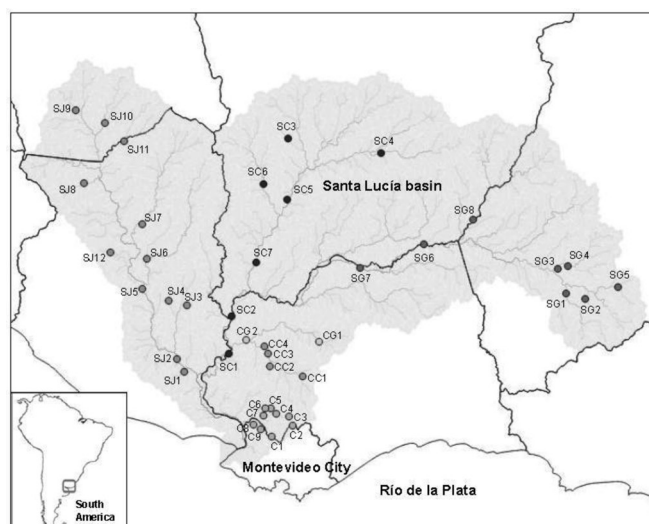 SJ9
SJ10
SJ11
SC3
SC4
SJ8
SC6
SC5
Santa Lucía basin
SJ7
SG8
SJ12
SJ6
SC7
SG6
SG7
SG3
SG4
SJ5
SG5
SJ4
SJ3
SG1
SG2
SC2
CG 2
CG1
CC4
CC3
SC1
SJ2
CC2
SJ1
CC1
C6
C5
C7
C4
C3
C8
C9
C2
C1
Montevideo City
Río de la Plata
South
America